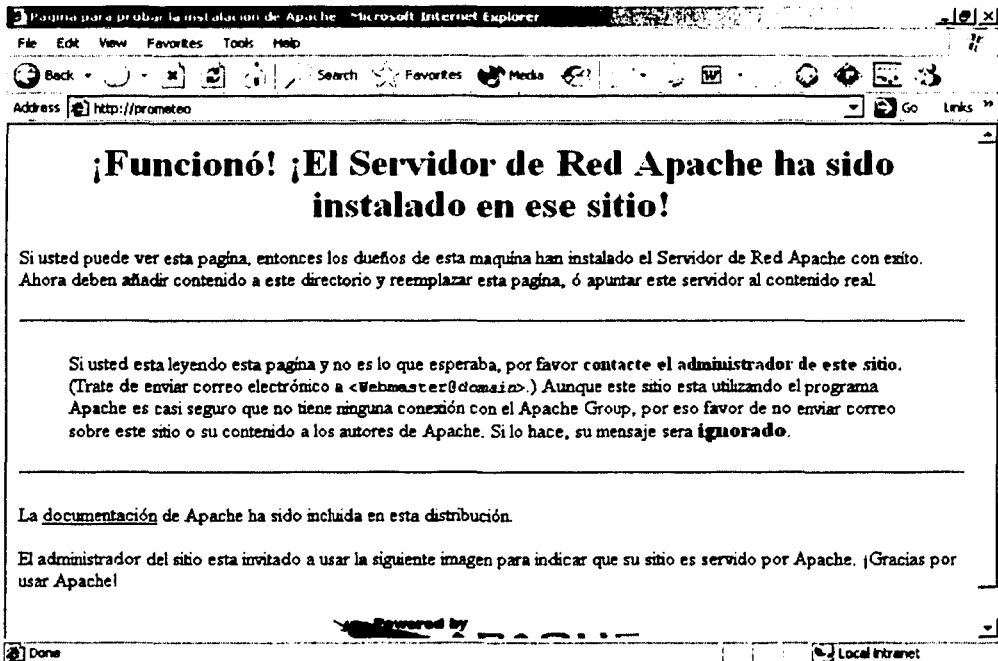 Pagina para probar la instalacion de Apache - Microsoft Internet Explorer
File Edit View Favorites Tools Help
Back Search Favorites Media
Address http://prometeo Go Links »
¡Funcionó! ¡El Servidor de Red Apache ha sido
instalado en ese sitio!
Si usted puede ver esta pagína, entonces los dueños de esta maquína han instalado el Servidor de Red Apache con exíto.
Ahora deben añadir contenido a este directorio y reemplazar esta pagína, ó apuntar este servidor al contenido real.
Si usted esta leyendo esta pagína y no es lo que esperaba, por favor contacte el administrador de este sitio.
(Trate de enviar correo electrónico a <Webmaster@domain>.) Aunque este sitio esta utilizando el programa
Apache es casi seguro que no tiene ninguna conexión con el Apache Group, por eso favor de no enviar correo
sobre este sitio o su contenido a los autores de Apache. Si lo hace, su mensaje sera ignorado.
La documentación de Apache ha sido incluida en esta distribución.
El administrador del sitio esta invitado a usar la siguiente imagen para indicar que su sitio es servido por Apache. ¡Gracias por
usar Apache!
Powered by
APACHE
Done Local intranet